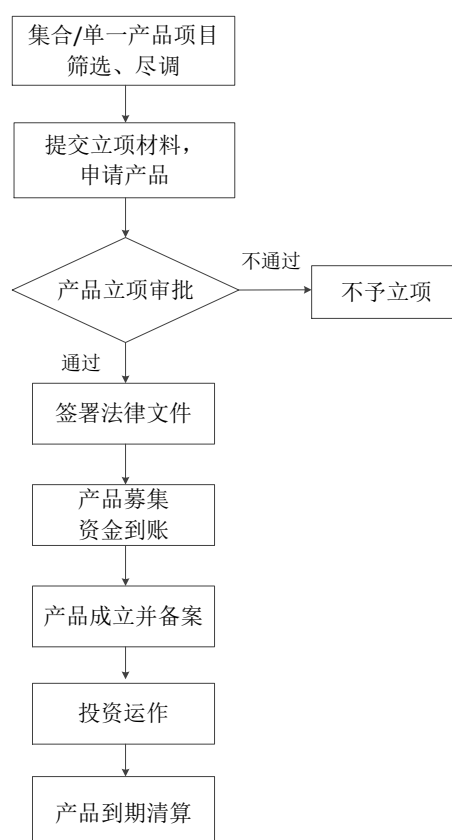 集合/单一产品项目
筛选、尽调
提交立项材料，
申请产品
不通过
产品立项审批
不予立项
通过
签署法律文件
产品募集
资金到账
产品成立并备案
投资运作
产品到期清算